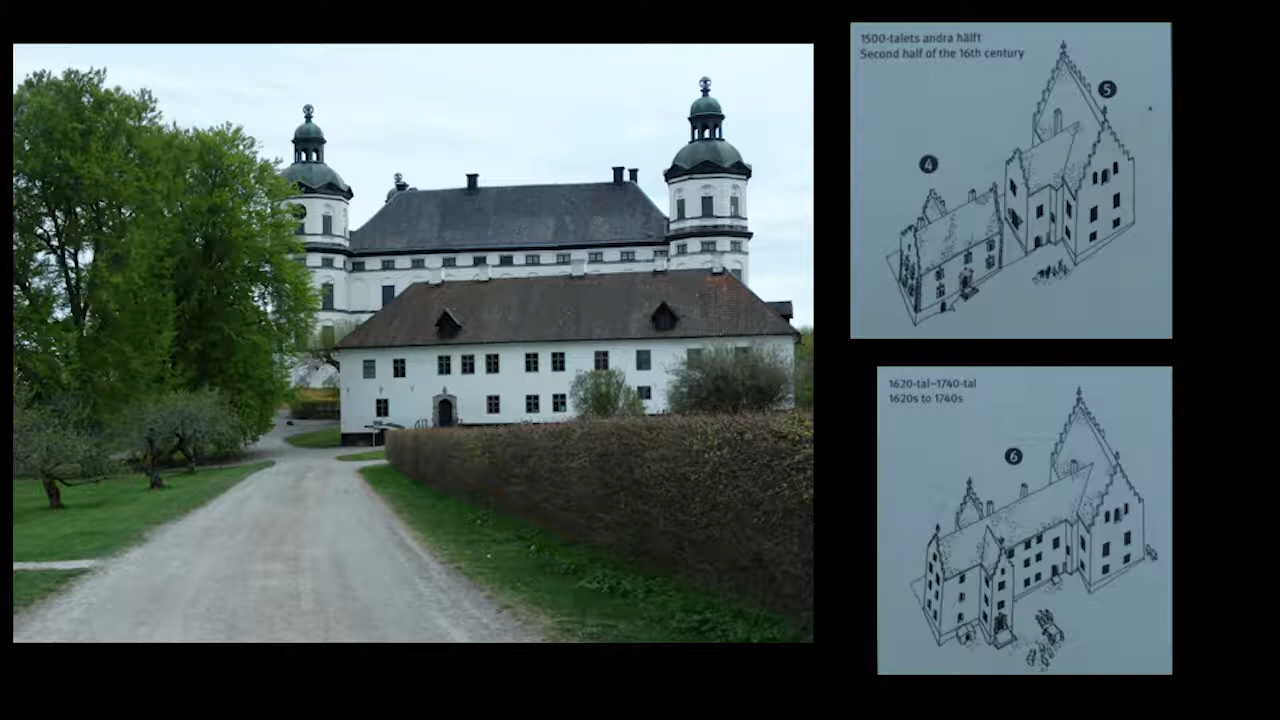 1500-talets andra hälft
Second half of the 16th century
5
4
1620-tal–1740-tal
1620s to 1740s
6